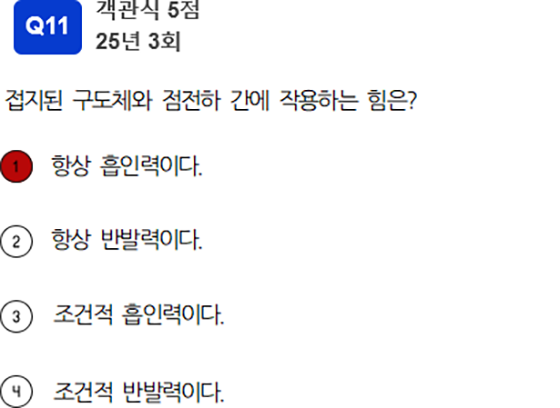 Q11
객관식 5점
25년 3회
접지된 구도체와 점전하 간에 작용하는 힘은?
1 항상 흡인력이다.
2 항상 반발력이다.
3 조건적 흡인력이다.
4 조건적 반발력이다.